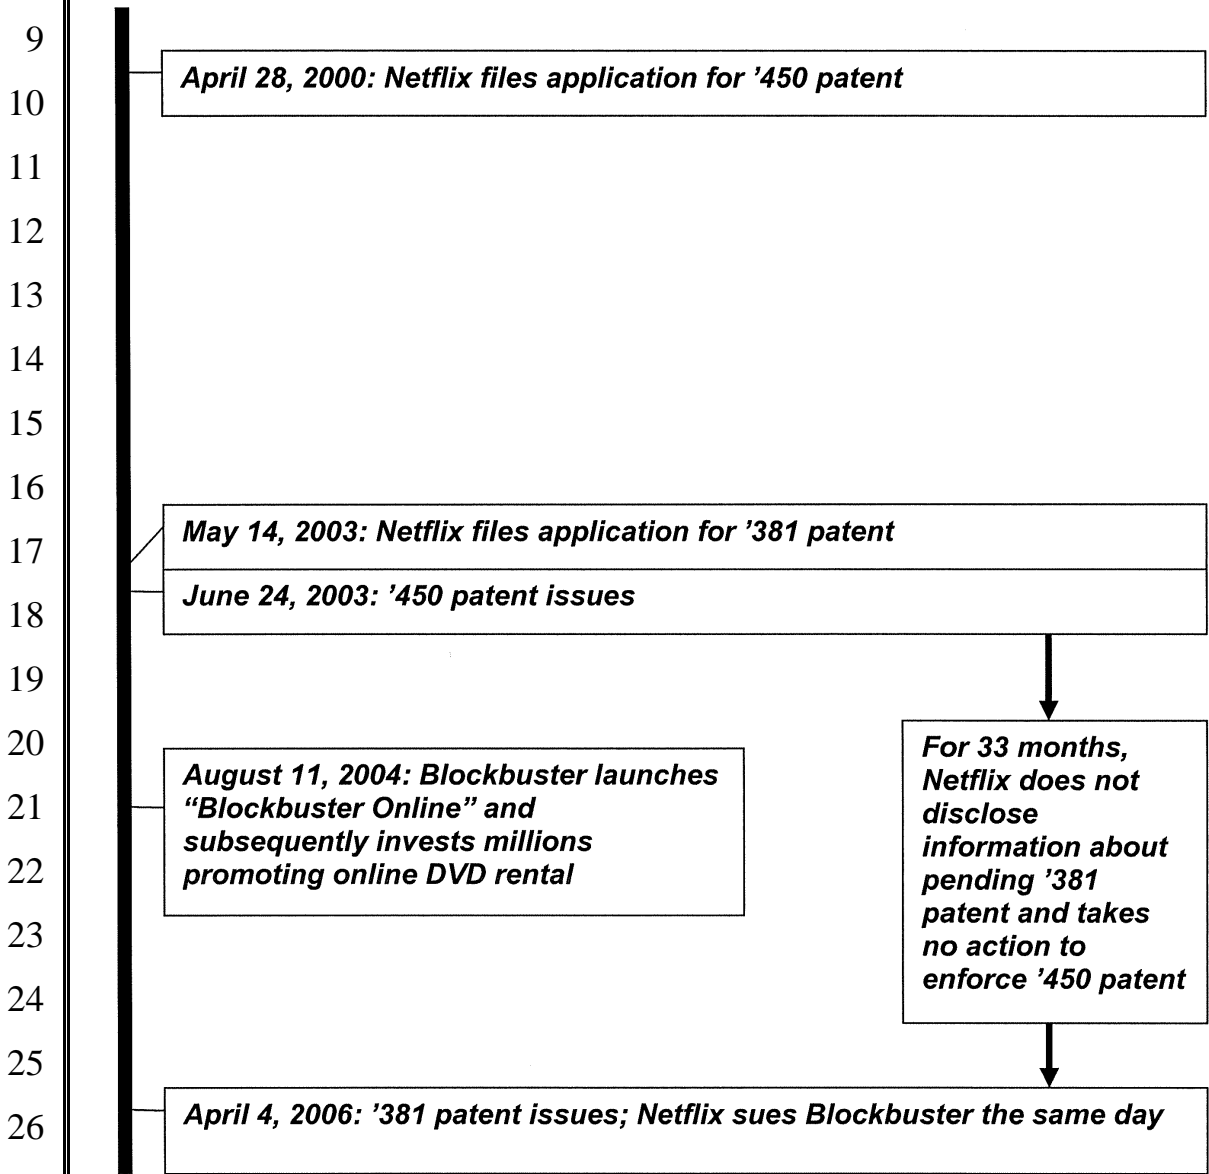 9
April 28, 2000: Netflix files application for ’450 patent
10
11
12
13
14
15
16
May 14, 2003: Netflix files application for ’381 patent
17
June 24, 2003: ’450 patent issues
18
19
20
August 11, 2004: Blockbuster launches
“Blockbuster Online” and
subsequently invests millions
promoting online DVD rental
For 33 months,
Netflix does not
disclose
information about
pending ’381
patent and takes
no action to
enforce ’450 patent
21
22
23
24
25
April 4, 2006: ’381 patent issues; Netflix sues Blockbuster the same day
26